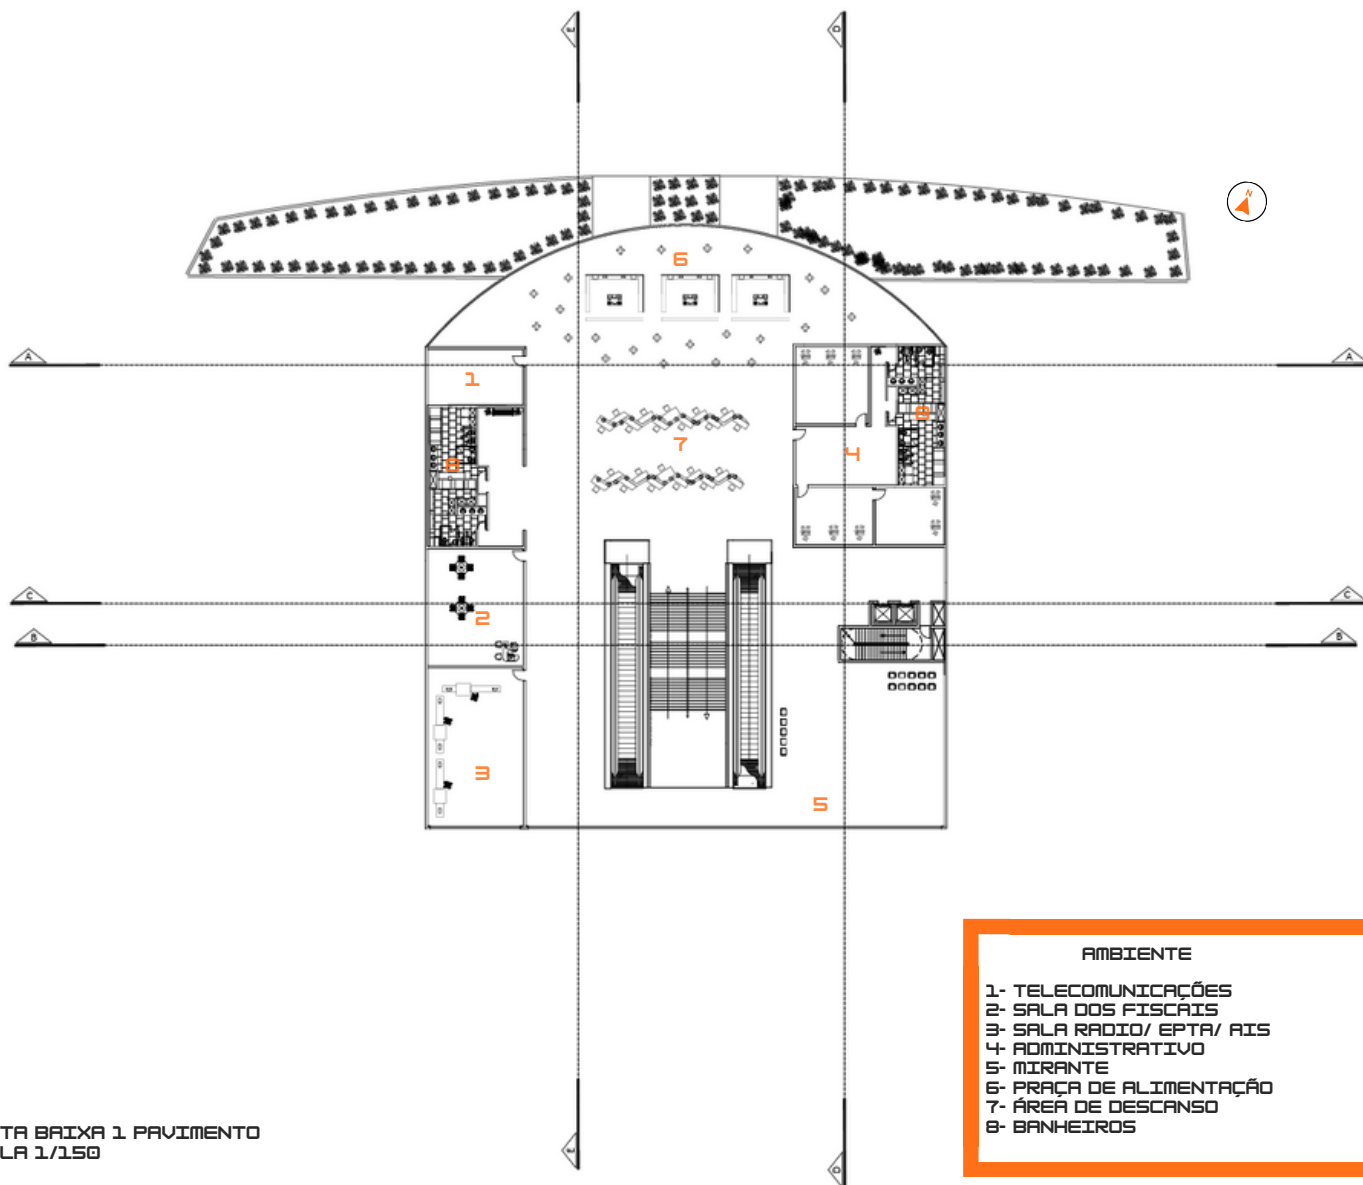 E
D
N
6
A
A
1
8
7
4
8
2
C
C
B
B
3
5
AMBIENTE
1- TELECOMUNICAÇÕES
2- SALA DOS FISCAIS
3- SALA RADIO/ EPTA/ AIS
4- ADMINISTRATIVO
5- MIRANTE
6- PRAÇA DE ALIMENTAÇÃO
7- ÁREA DE DESCANSO
8- BANHEIROS
TA BAIXA 1 PAVIMENTO
LA 1/150
E
D